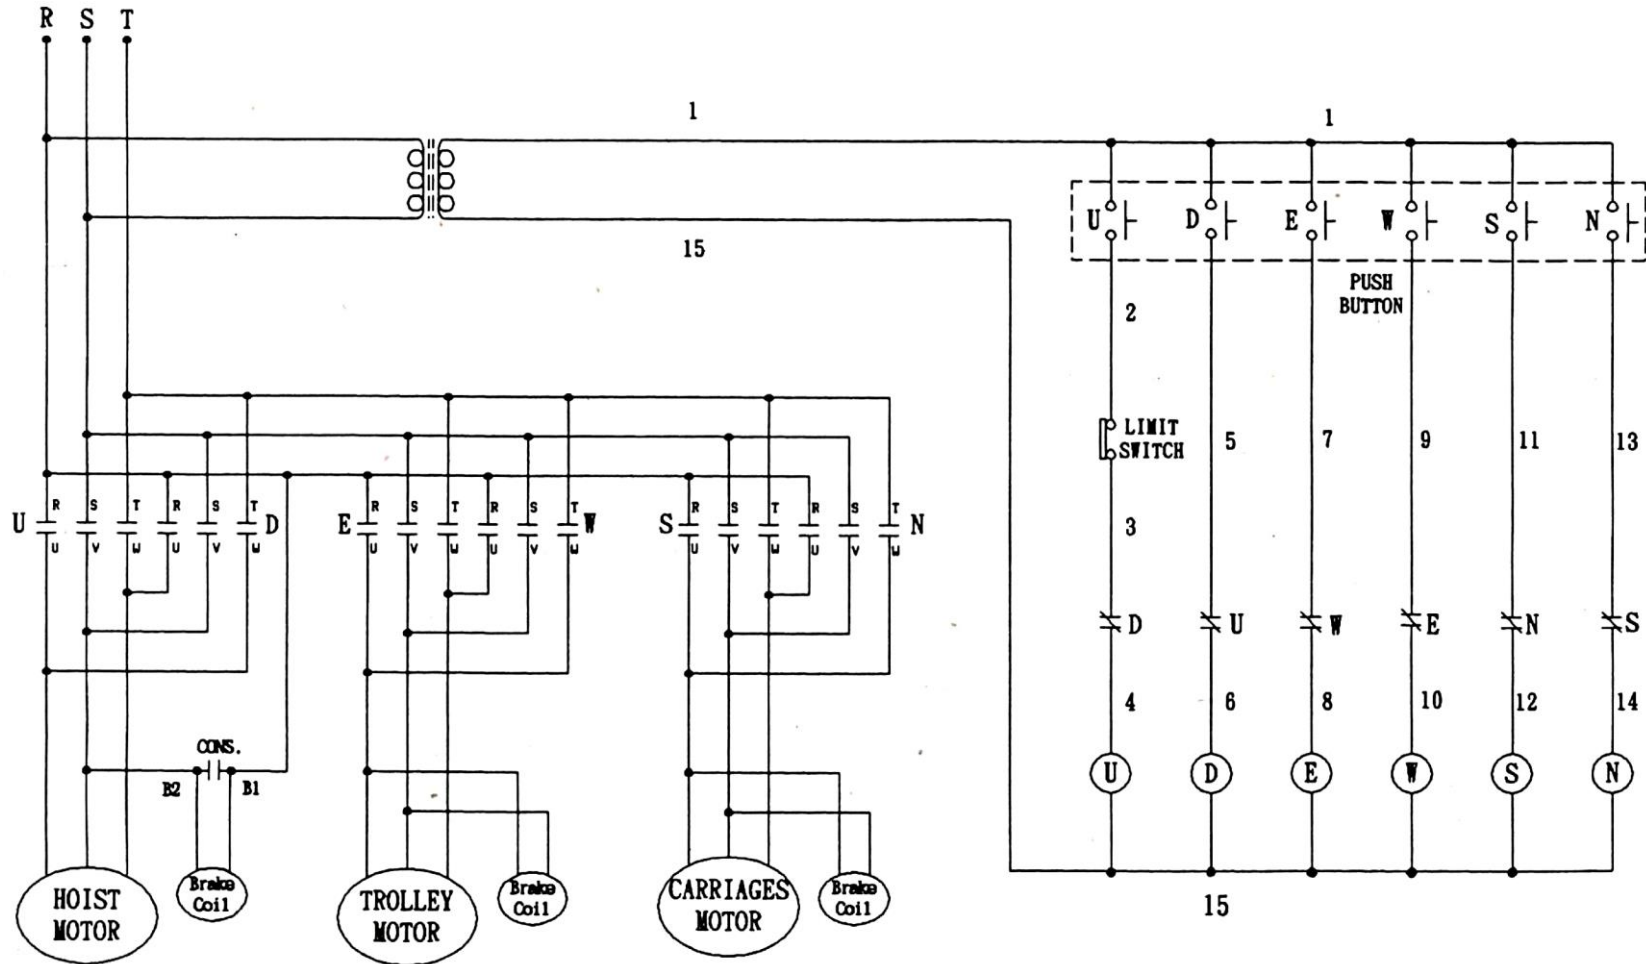 R S T
1
1
U D E W S N
15
PUSH
BUTTON
2
LIMIT
SWITCH
5 7 9 11 13
R S T R S T R S T R S T R S T R S T
U D E W S N
U V W U V W U V W U V W U V W U V W
3
D U W E N S
4 6 8 10 12 14
CONS.
B2 B1
U D E W S N
HOIST
MOTOR
Brake
Coil
TROLLEY
MOTOR
Brake
Coil
CARRIAGES
MOTOR
Brake
Coil
15